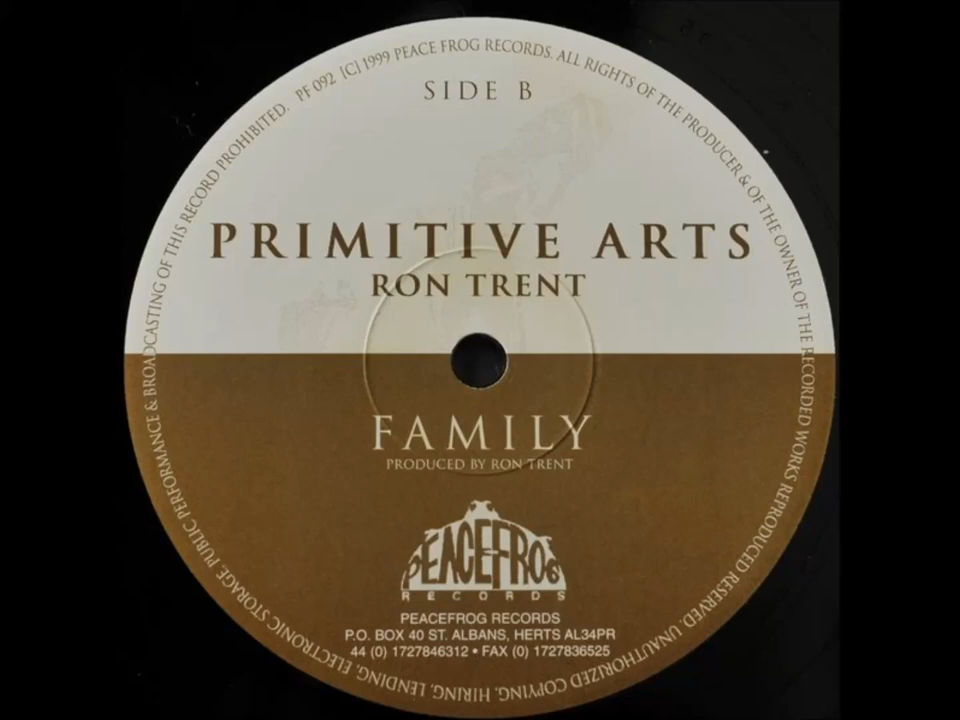 PF 092 [C] 1999 PEACE FROG RECORDS. ALL RIGHTS OF THE PRODUCER & OF THE OWNER OF THE RECORDED WORKS REPRODUCED RESERVED. UNAUTHORIZED COPYING, HIRING, LENDING, ELECTRONIC STORAGE, PUBLIC PERFORMANCE & BROADCASTING OF THIS RECORD PROHIBITED.
SIDE B
PRIMITIVE ARTS
RON TRENT
FAMILY
PRODUCED BY RON TRENT
PEACEFROG
RECORDS
PEACEFROG RECORDS
P.O. BOX 40 ST. ALBANS, HERTS AL34PR
44 (0) 1727846312 • FAX (0) 1727836525